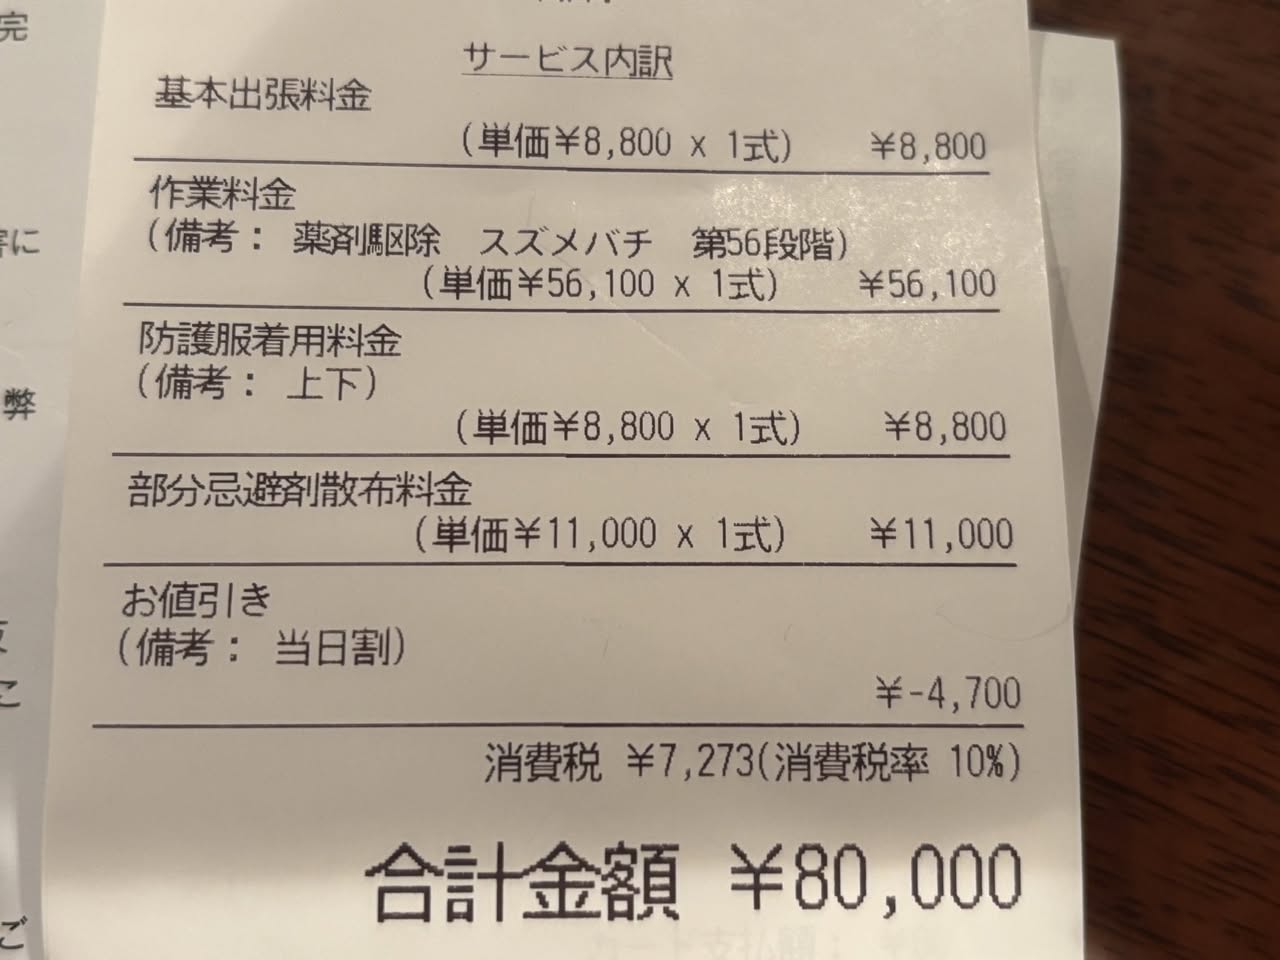 完
サービス内訳
基本出張料金
(単価¥8,800 x 1式) ¥8,800
作業料金
(備考: 薬剤駆除 スズメバチ 第56段階)
(単価¥56,100 x 1式) ¥56,100
防護服着用料金
(備考: 上下)
(単価¥8,800 x 1式) ¥8,800
部分忌避剤散布料金
(単価¥11,000 x 1式) ¥11,000
お値引き
(備考: 当日割)
¥-4,700
消費税 ¥7,273(消費税率 10%)
合計金額 ¥80,000
に
弊
こ
ご